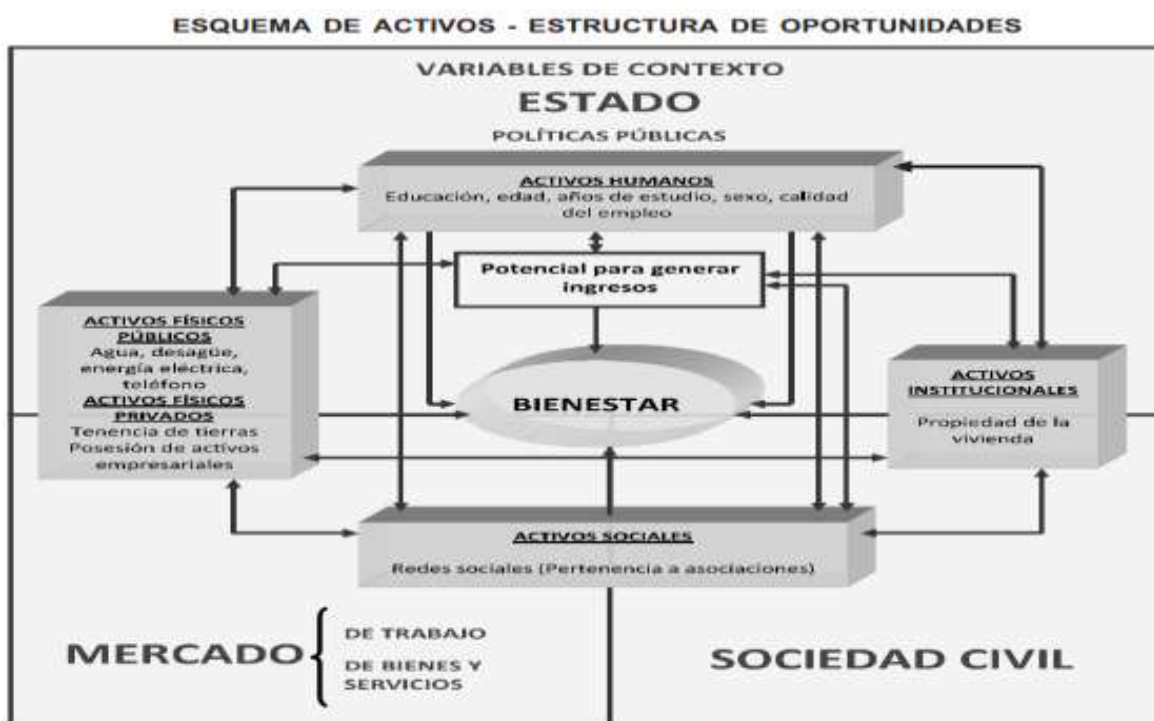 ESQUEMA DE ACTIVOS - ESTRUCTURA DE OPORTUNIDADES
VARIABLES DE CONTEXTO
ESTADO
POLÍTICAS PÚBLICAS
ACTIVOS HUMANOS
Educación, edad, años de estudio, sexo, calidad
del empleo
Potencial para generar
ingresos
ACTIVOS FÍSICOS
PÚBLICOS
Agua, desagüe,
energía eléctrica,
teléfono
ACTIVOS FÍSICOS
PRIVADOS
Tenencia de tierras
Posesión de activos
empresariales
BIENESTAR
ACTIVOS
INSTITUCIONALES
Propiedad de la
vivienda
ACTIVOS SOCIALES
Redes sociales (Pertenencia a asociaciones)
MERCADO
DE TRABAJO
DE BIENES Y
SERVICIOS
SOCIEDAD CIVIL